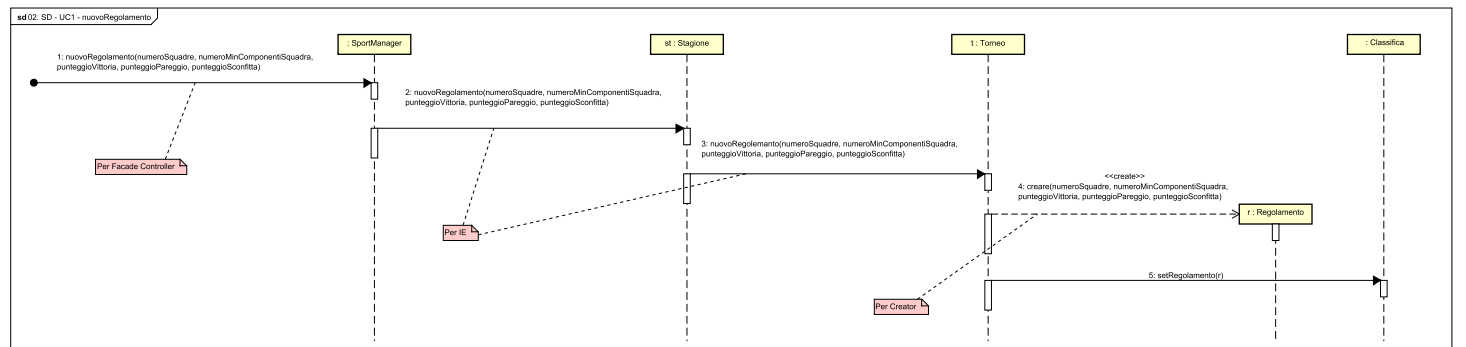 sd 02. SD - UC1 - nuovoRegolamento
: SportManager
st : Stagione
t : Torneo
: Classifica
1: nuovoRegolamento(numeroSquadre, numeroMinComponentiSquadra,
punteggioVittoria, punteggioPareggio, punteggioSconfitta)
2: nuovoRegolamento(numeroSquadre, numeroMinComponentiSquadra,
punteggioVittoria, punteggioPareggio, punteggioSconfitta)
3: nuovoRegolemanto(numeroSquadre, numeroMinComponentiSquadra,
punteggioVittoria, punteggioPareggio, punteggioSconfitta)
Per Facade Controller
<<create>>
4: creare(numeroSquadre, numeroMinComponentiSquadra,
punteggioVittoria, punteggioPareggio, punteggioSconfitta)
r : Regolamento
Per IE
5: setRegolamento(r)
Per Creator